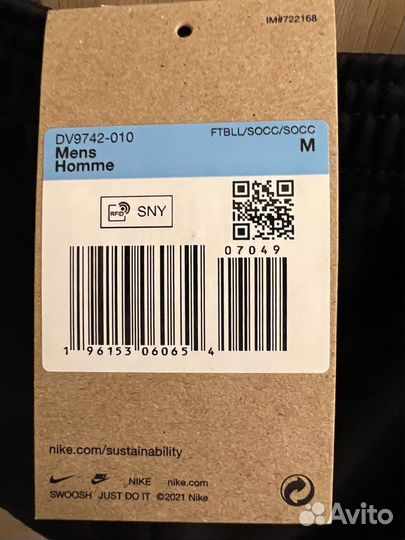 IM#722168
DV9742-010 FTBLL/SOCC/SOCC
Mens M
Homme
RFID SNY
07049
1 96153 06065 4
nike.com/sustainability
NIKE nike.com
SWOOSH JUST DO IT ©2021 Nike
Avito